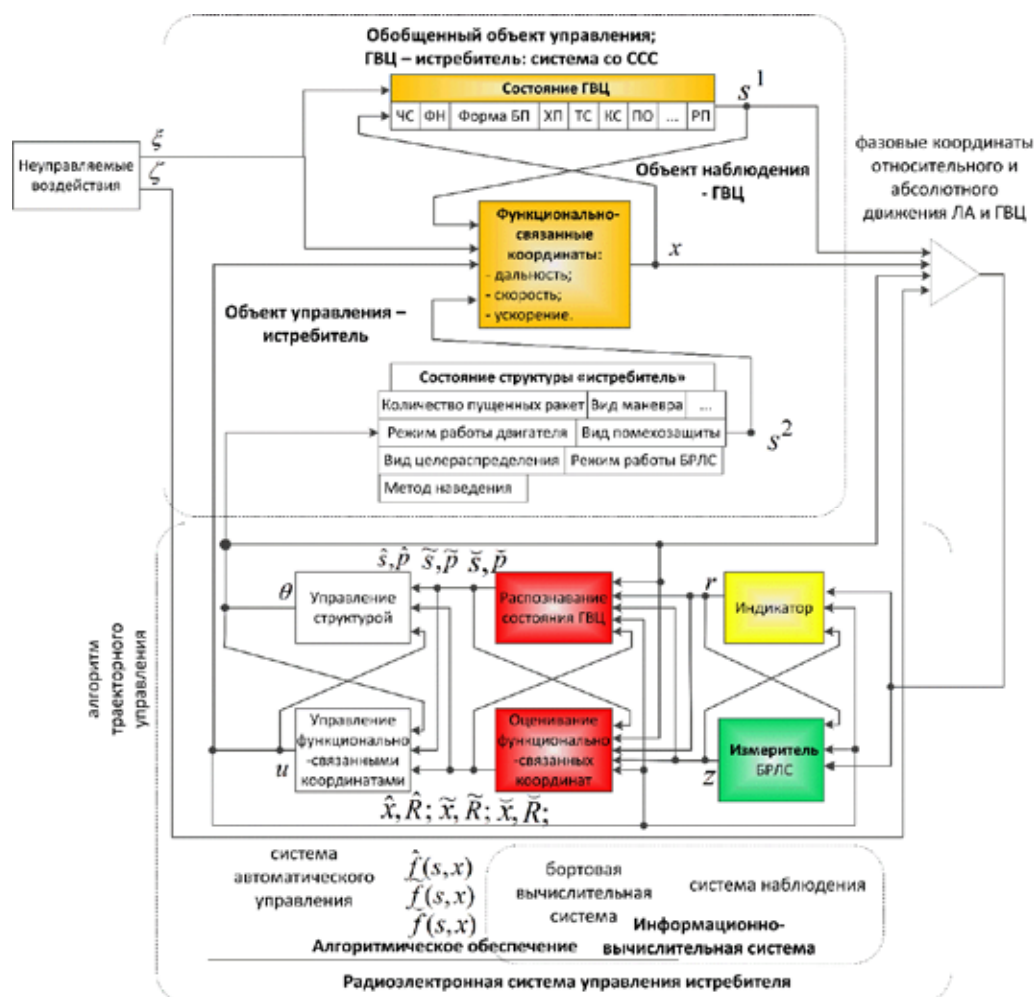 Обобщенный объект управления;
ГВЦ – истребитель: система со ССС
Состояние ГВЦ
ЧС ФН Форма БП ХП ТС КС ПО ... РП
s¹
ξ
Неуправляемые
воздействия
ζ
Объект наблюдения
- ГВЦ
фазовые координаты
относительного и
абсолютного
движения ЛА и ГВЦ
Функционально-
связанные
координаты:
- дальность;
- скорость;
- ускорение.
x
Объект управления –
истребитель
Состояние структуры «истребитель»
Количество пущенных ракет Вид маневра ...
Режим работы двигателя Вид помехозащиты
s²
Вид целераспределения Режим работы БРЛС
Метод наведения
ŝ, p̂ s̃, p̃ s̆, p̆
θ
Управление
структурой
Распознавание
состояния ГВЦ
r
Индикатор
алгоритм
траекторного
управления
u
Управление
функционально
-связанными
координатами
Оценивание
функционально
-связанных
координат
z
Измеритель
БРЛС
x̂, R̂; x̃, R̃; x̆, R̆;
система
автоматического
управления
f̂(s,x)
f̃(s,x)
f̆(s,x)
бортовая
вычислительная
система
система наблюдения
Информационно-
вычислительная система
Алгоритмическое обеспечение
Радиоэлектронная система управления истребителя